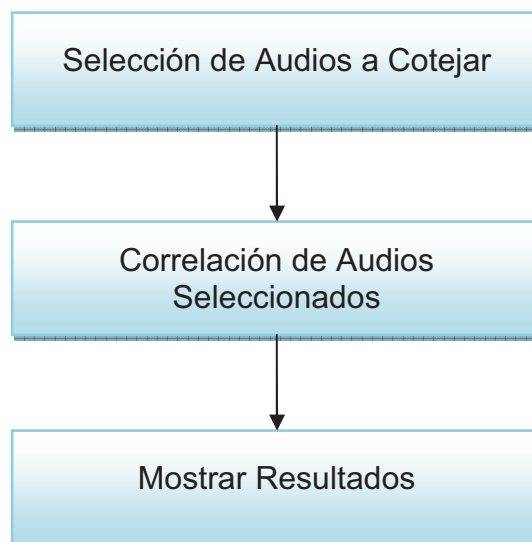 Selección de Audios a Cotejar
Correlación de Audios
Seleccionados
Mostrar Resultados